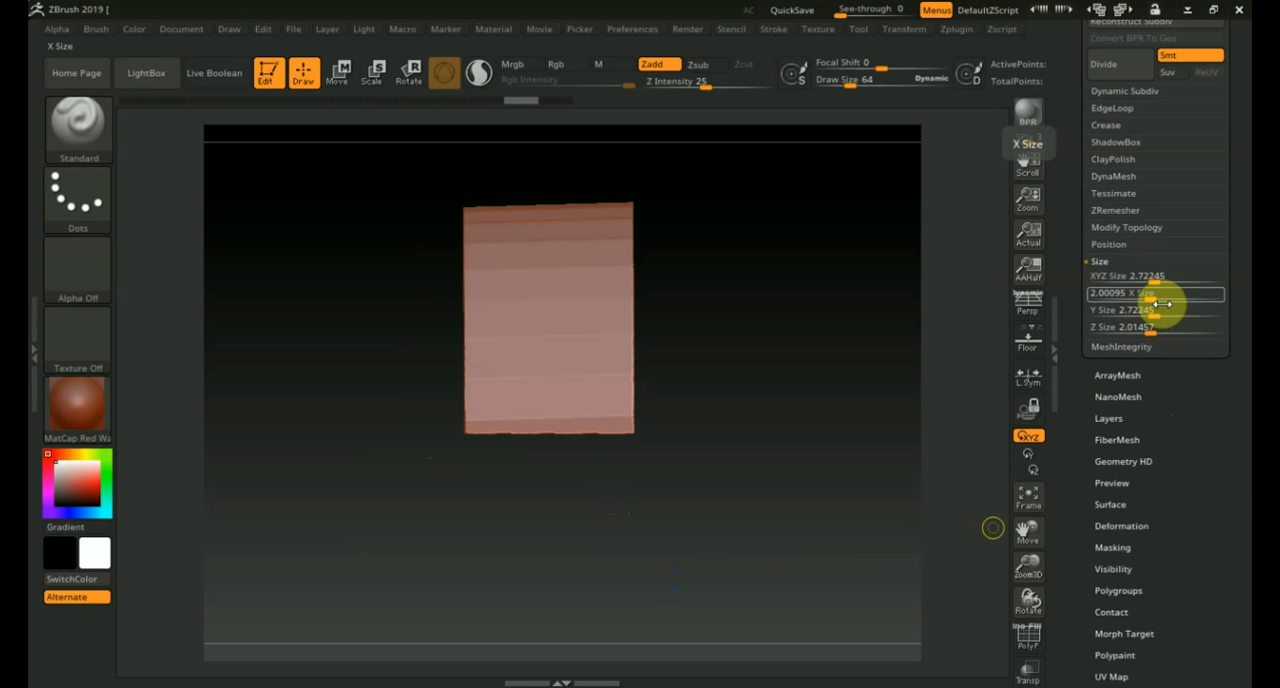 ZBrush 2019 [
AC QuickSave See-through 0 Menus DefaultZScript
Alpha Brush Color Document Draw Edit File Layer Light Macro Marker Material Movie Picker Preferences Render Stencil Stroke Texture Tool Transform Zplugin Zscript
X Size
Home Page LightBox Live Boolean Edit Draw Move Scale Rotate
Mrgb Rgb M Zadd Zsub Zcut
Rgb Intensity Z Intensity 25
Focal Shift 0
Draw Size 64 Dynamic
S
D
ActivePoints:
TotalPoints:
Standard
Dots
Alpha Off
Texture Off
MatCap Red Wa
Gradient
SwitchColor
Alternate
BPR
SPix 3
X Size
Scroll
Zoom
Actual
AAHalf
Dynamic
Persp
Floor
L.Sym
XYZ
Y
Z
Frame
Move
Zoom3D
Rotate
Line Fill
PolyF
Transp
Reconstruct Subdiv
Convert BPR To Geo
Divide Smt
Suv ReUV
Dynamic Subdiv
EdgeLoop
Crease
ShadowBox
ClayPolish
DynaMesh
Tessimate
ZRemesher
Modify Topology
Position
Size
XYZ Size 2.72245
2.00095 X Size
Y Size 2.72245
Z Size 2.01457
MeshIntegrity
ArrayMesh
NanoMesh
Layers
FiberMesh
Geometry HD
Preview
Surface
Deformation
Masking
Visibility
Polygroups
Contact
Morph Target
Polypaint
UV Map